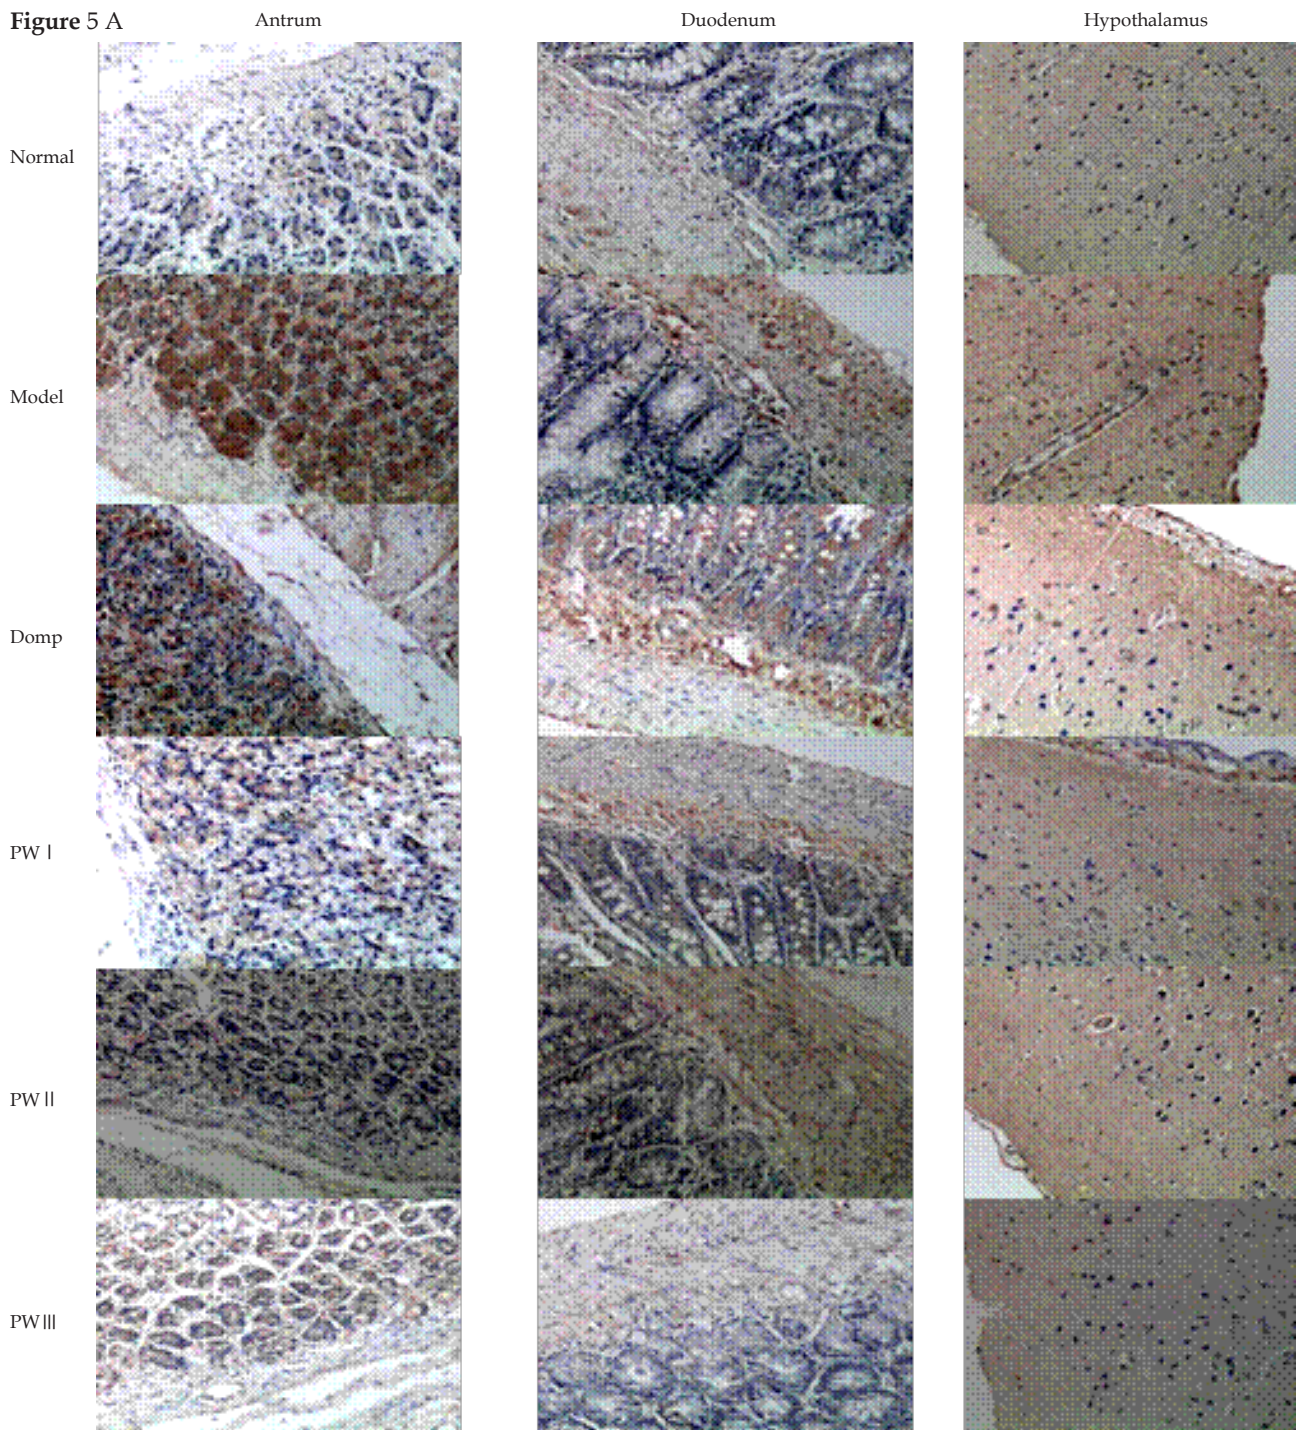 Figure 5 A
Antrum
Duodenum
Hypothalamus
Normal
Model
Domp
PW I
PW II
PW III